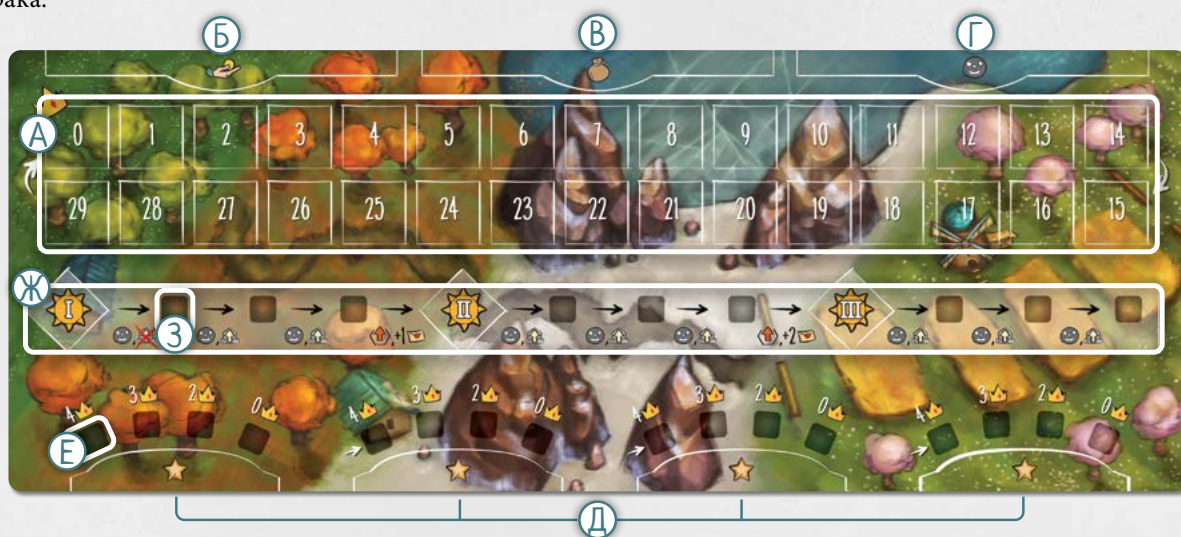 Б В Г
А 0 1 2 3 4 5 6 7 8 9 10 11 12 13 14
29 28 27 26 25 24 23 22 21 20 19 18 17 16 15
Ж I II III
З , , , ,+1 , , , ,+2 , , ,
4 3 2 0 4 3 2 0 4 3 2 0 4 3 2 0
Е
Д